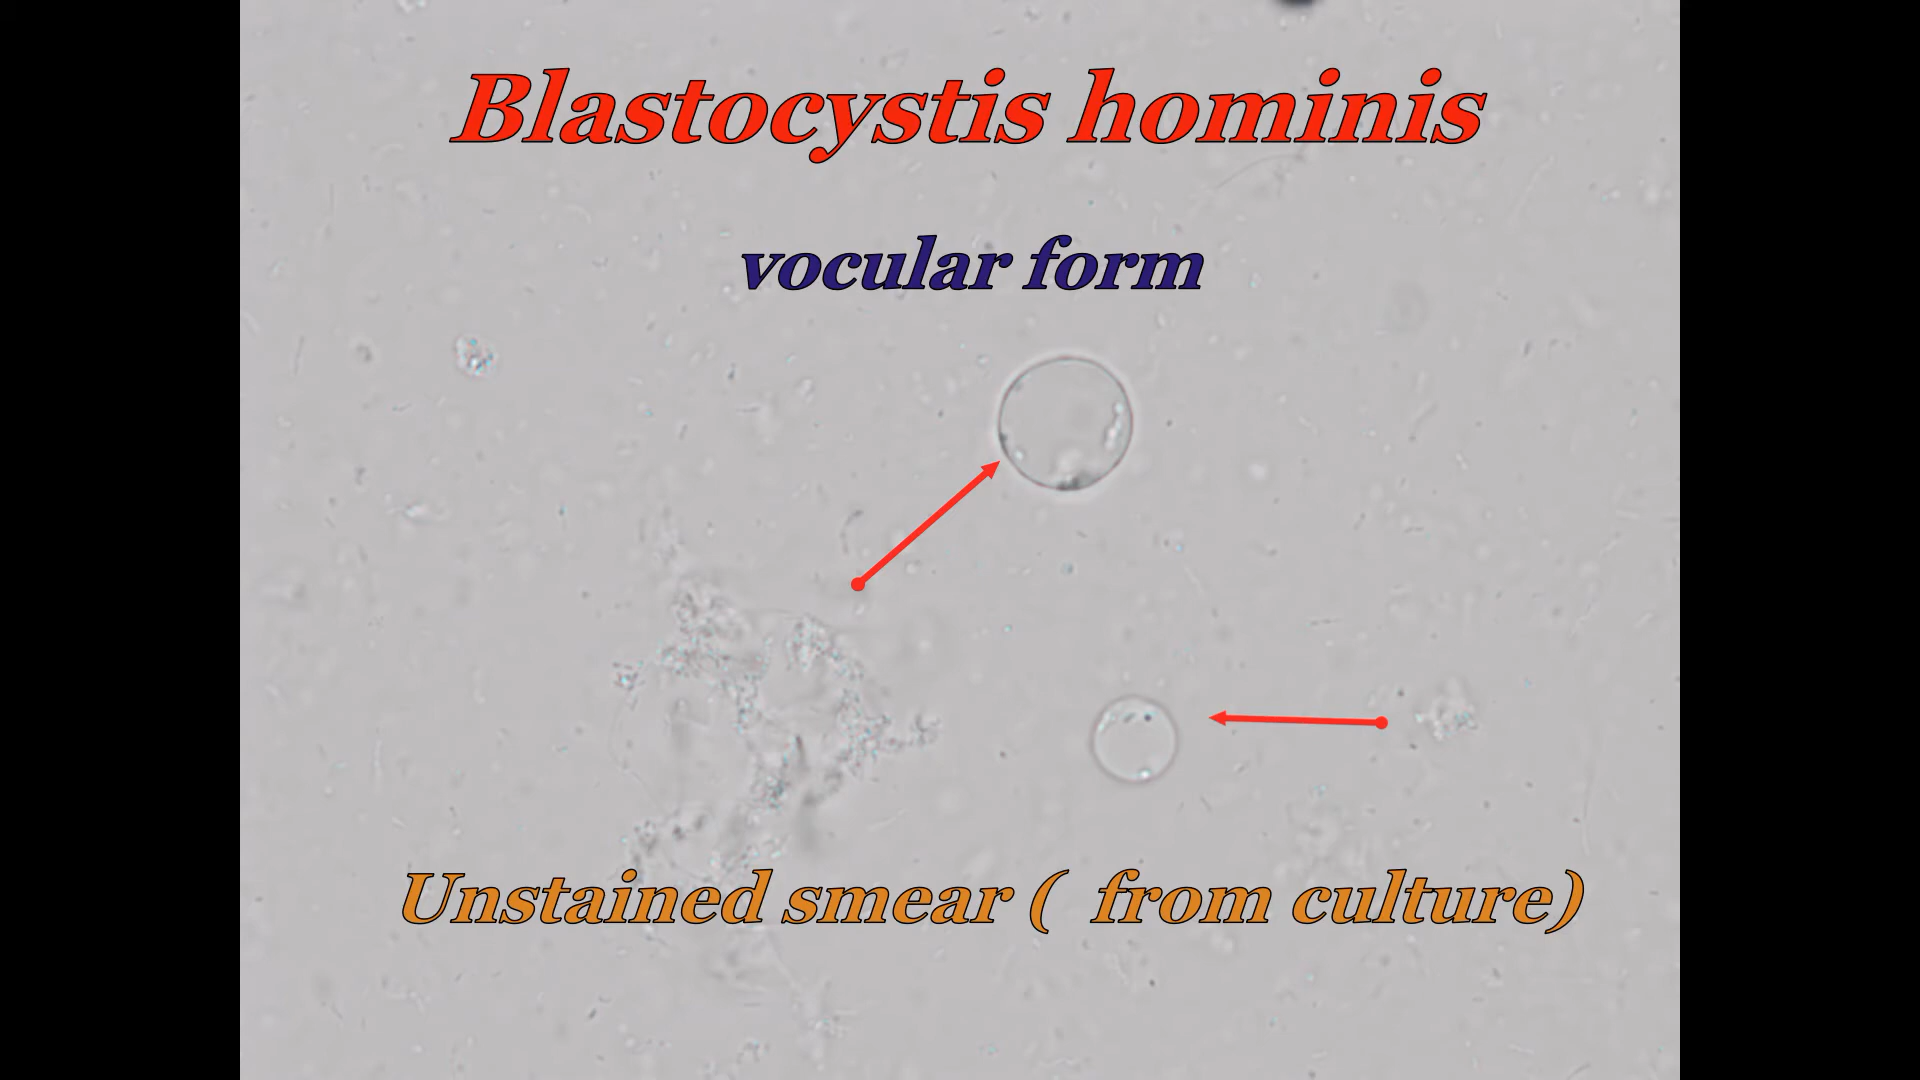 Blastocystis hominis
vocular form
Unstained smear ( from culture)